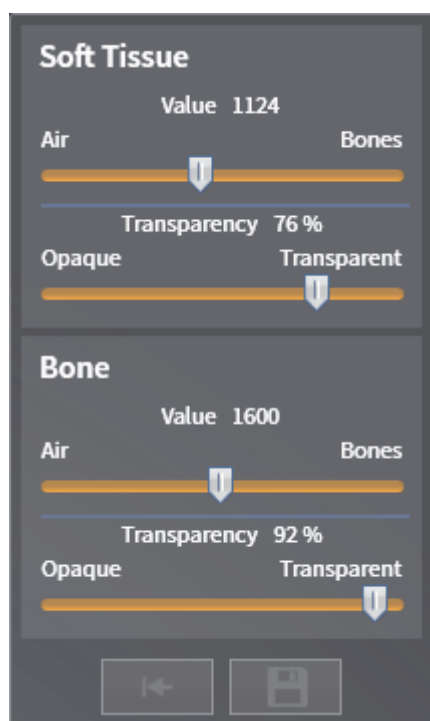 Soft Tissue
Value 1124
Air Bones
Transparency 76 %
Opaque Transparent
Bone
Value 1600
Air Bones
Transparency 92 %
Opaque Transparent